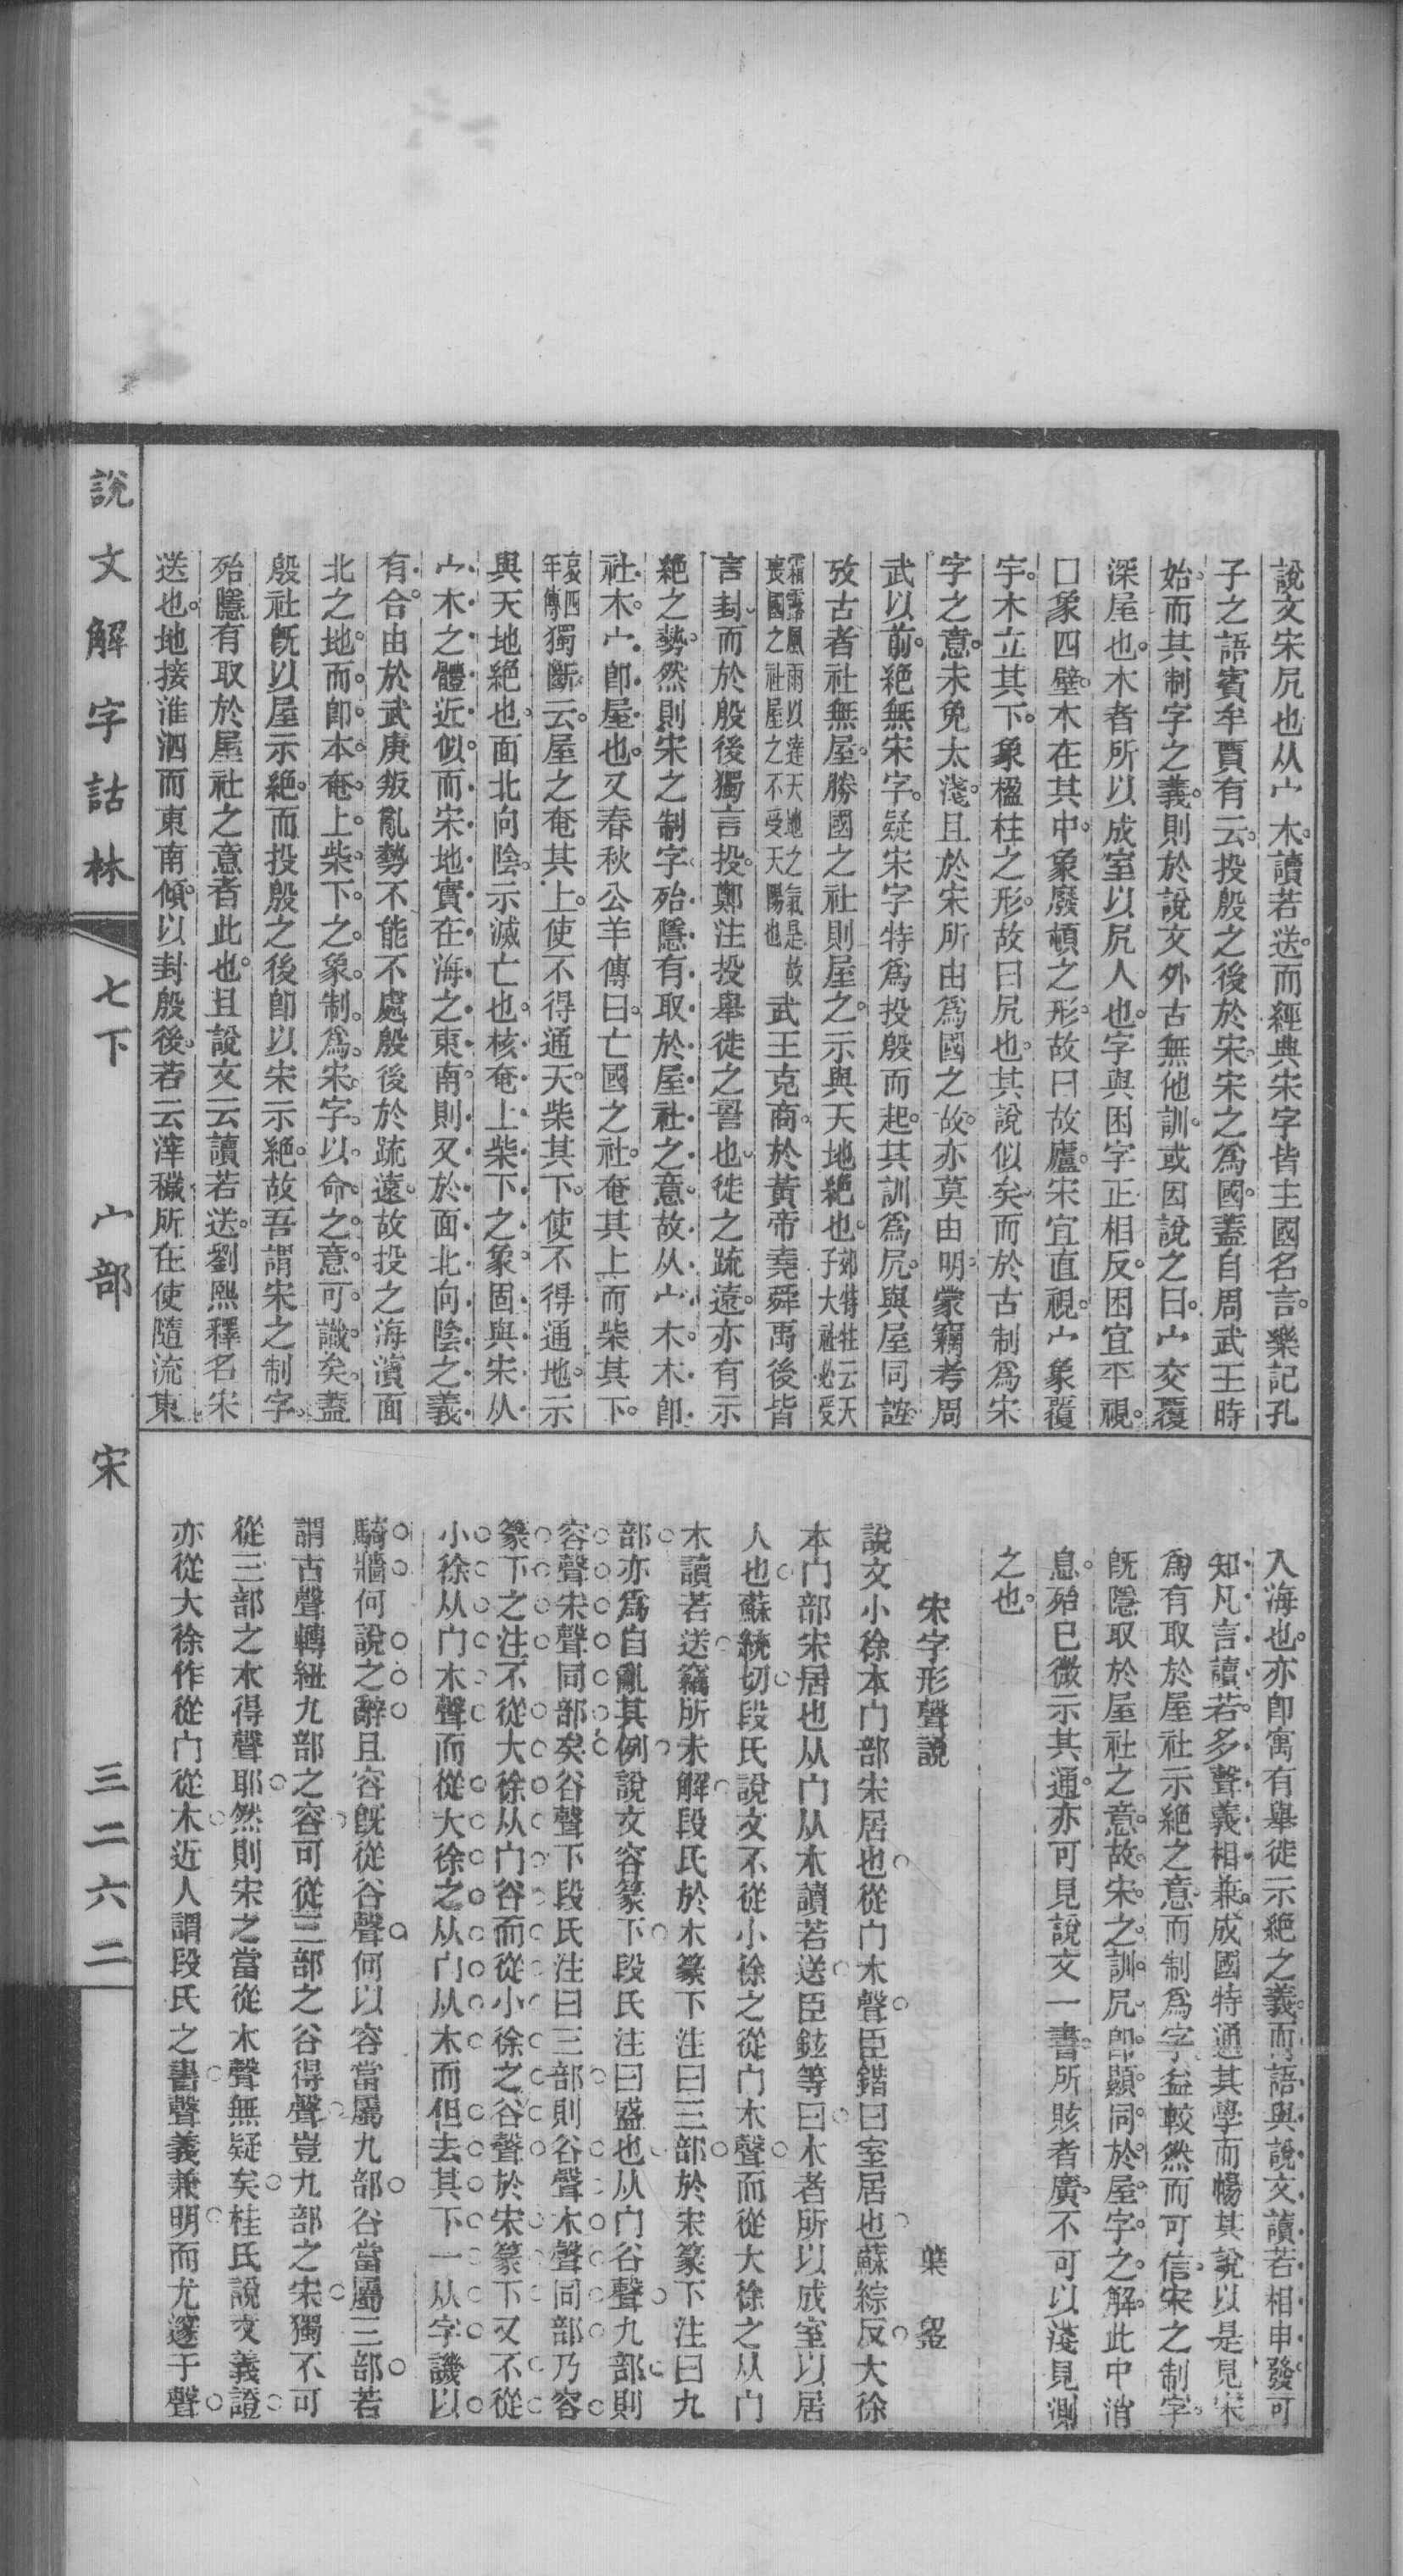 說文宋凥也从宀木讀若送而經典宋字皆主國名言樂記孔
子之語賓牟賈有云投殷之後於宋宋之爲國蓋自周武王時
始而其制字之義則於說文外古無他訓或因說之曰宀交覆
深屋也木者所以成室以凥人也字與困字正相反困宜平視
囗象四壁木在其中象廢頓之形故曰故廬宋宜直視宀象覆
宇木立其下象楹柱之形故曰凥也其說似矣而於古制爲宋
字之意未免太淺且於宋所由爲國之故亦莫由明蒙竊考周
武以前絕無宋字疑宋字特爲投殷而起其訓爲凥與屋同誼
攷古者社無屋勝國之社則屋之示與天地絕也郊特牲云天子大社必受
霜露風雨以達天地之氣是故喪國之社屋之不受天陽也武王克商於黃帝堯舜禹後皆
言封而於殷後獨言投鄭注投舉徙之䛐也徙之疏遠亦有示
絕之勢然則宋之制字殆隱有取於屋社之意故从宀木木卽
社木宀卽屋也又春秋公羊傳曰亡國之社奄其上而柴其下
哀四年傳獨斷云屋之奄其上使不得通天柴其下使不得通地示
與天地絕也面北向陰示滅亡也核奄上柴下之象固與宋从
宀木之體近似而宋地實在海之東南則又於面北向陰之義
有合由於武庚叛亂勢不能不處殷後於疏遠故投之海濱面
北之地而卽本奄上柴下之象制爲宋字以命之意可識矣蓋
殷社旣以屋示絕而投殷之後卽以宋示絕故吾謂宋之制字
殆隱有取於屋社之意者此也且說文云讀若送劉熙釋名宋
送也地接淮泗而東南傾以封殷後若云滓穢所在使隨流東
入海也亦卽寓有舉徙示絕之義而語與說文讀若相申發可
知凡言讀若多聲義相兼成國特通其學而暢其說以是見宋
爲有取於屋社示絕之意而制爲字益較然而可信宋之制字
旣隱取於屋社之意故宋之訓凥卽顯同於屋字之解此中消
息殆已微示其通亦可見說文一書所賅者廣不可以淺見測
之也
宋字形聲說 葉
說文小徐本宀部宋居也從宀木聲臣鍇曰室居也蘇綜反大徐
本宀部宋居也从宀从木讀若送臣鉉等曰木者所以成室以居
人也蘇統切段氏說文不從小徐之從宀木聲而從大徐之从宀
木讀若送竊所未解段氏於木篆下注曰三部於宋篆下注曰九
部亦爲自亂其例說文容篆下段氏注曰盛也从宀谷聲九部則
容聲宋聲同部矣谷聲下段氏注曰三部則谷聲木聲同部乃容
篆下之注不從大徐从宀谷而從小徐之谷聲於宋篆下又不從
小徐从宀木聲而從大徐之从宀从木而但去其下一从字譏以
騎牆何說之辭且容旣從谷聲何以容當屬九部谷當屬三部若
謂古聲轉紐九部之容可從三部之谷得聲豈九部之宋獨不可
從三部之木得聲耶然則宋之當從木聲無疑矣桂氏說文義證
亦從大徐作從宀從木近人謂段氏之書聲義兼明而尤邃于聲
說文解字詁林 七下 宀部 宋 三二六二